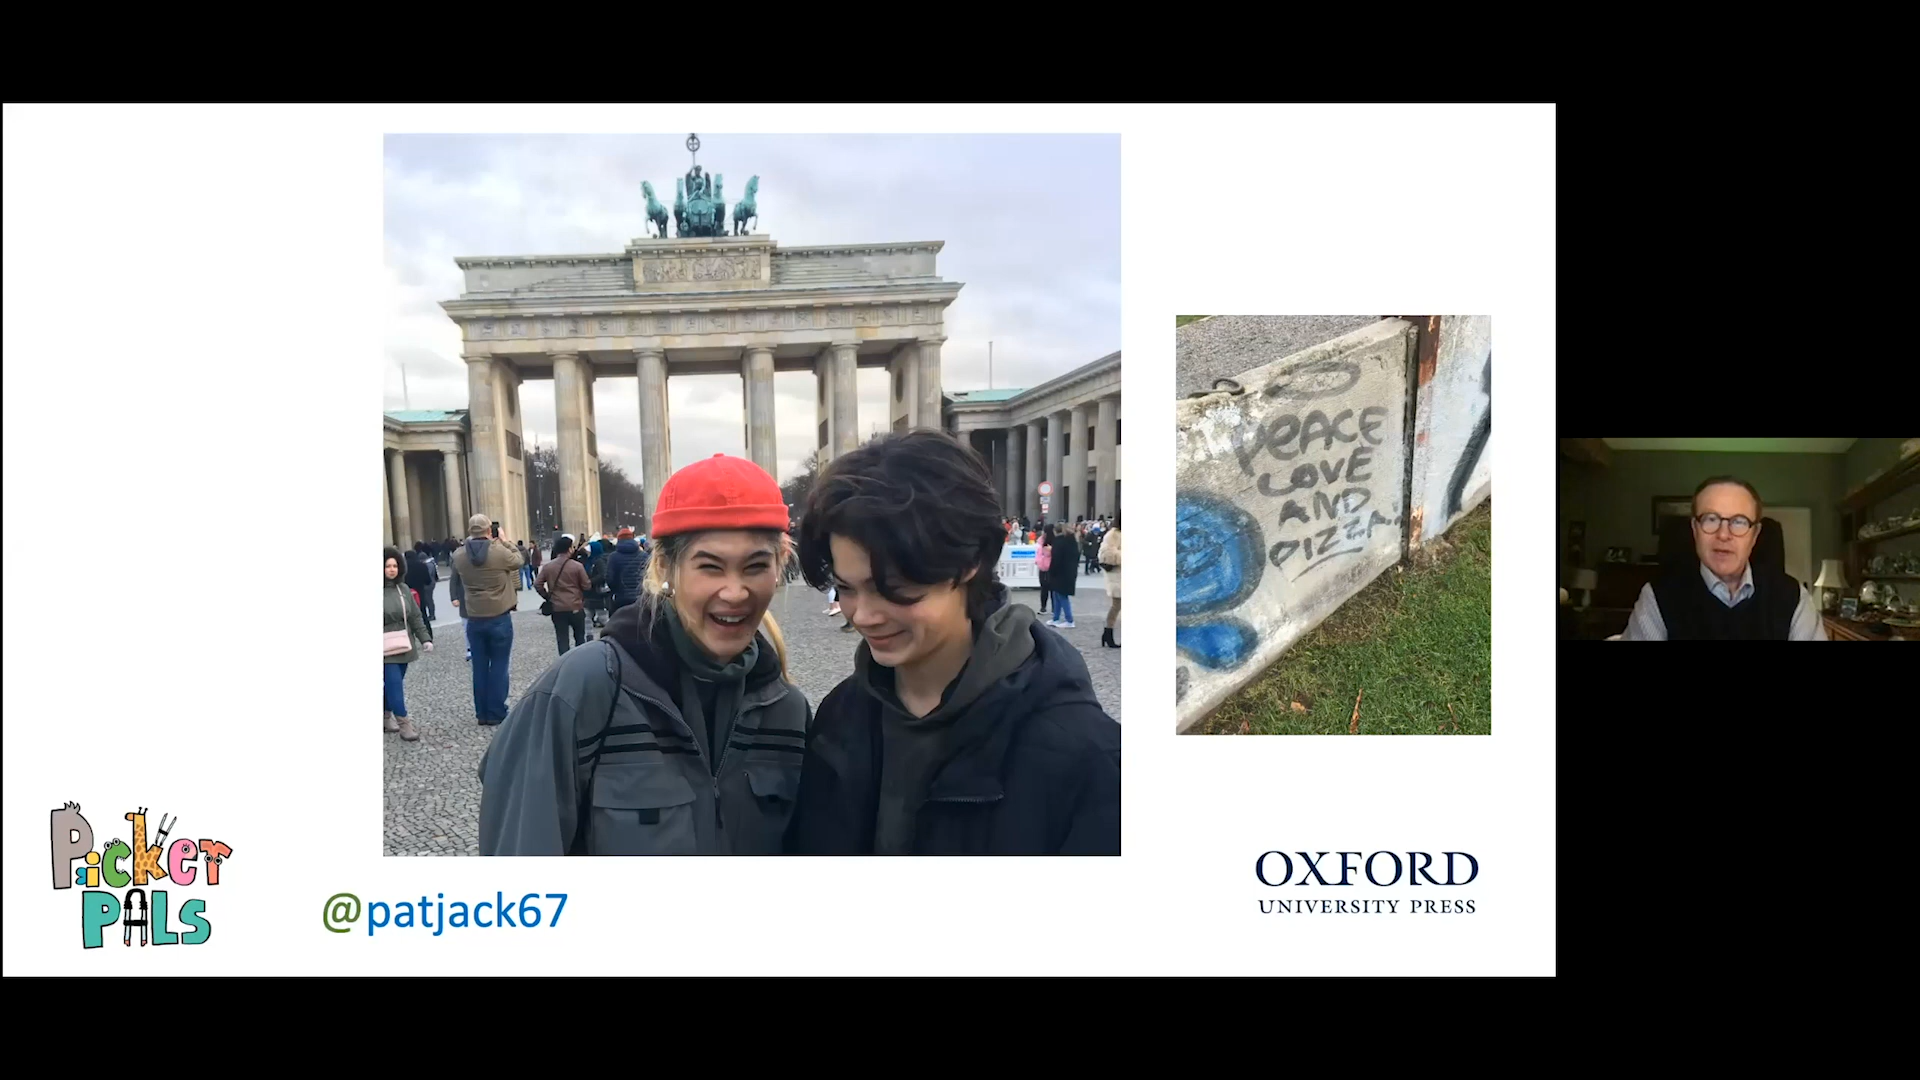 PEACE
LOVE
AND
PIZZA!
Picker
PALS
@patjack67
OXFORD
UNIVERSITY PRESS